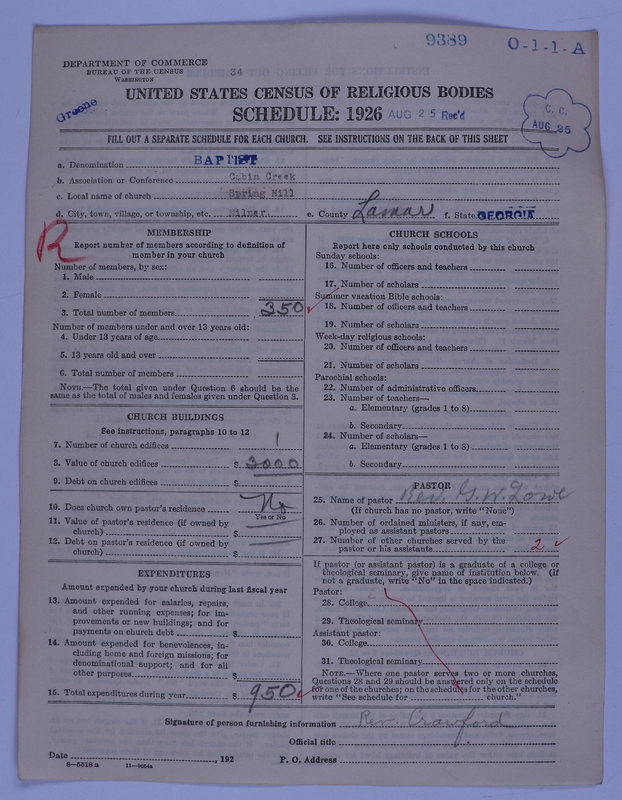 9389
O-1-1-A
DEPARTMENT OF COMMERCE
BUREAU OF THE CENSUS
WASHINGTON
34
Greene
UNITED STATES CENSUS OF RELIGIOUS BODIES
SCHEDULE: 1926
AUG 25 Rec'd
C. C.
AUG 25
FILL OUT A SEPARATE SCHEDULE FOR EACH CHURCH. SEE INSTRUCTIONS ON THE BACK OF THIS SHEET
a. Denomination BAPTIST
b. Association or Conference Cabin Creek
c. Local name of church Spring Hill
d. City, town, village, or township, etc. Milner. e. County Lamar f. State GEORGIA
R
MEMBERSHIP
Report number of members according to definition of
member in your church
Number of members, by sex:
1. Male
2. Female
3. Total number of members 350
Number of members under and over 13 years old:
4. Under 13 years of age
5. 13 years old and over
6. Total number of members
NOTE.—The total given under Question 6 should be the
same as the total of males and females given under Question 3.
CHURCH BUILDINGS
See instructions, paragraphs 10 to 12
7. Number of church edifices 1
8. Value of church edifices $ 3000
9. Debt on church edifices $
10. Does church own pastor's residence No
Yes or No
11. Value of pastor's residence (if owned by
church) $
12. Debt on pastor's residence (if owned by
church) $
EXPENDITURES
Amount expended by your church during last fiscal year
13. Amount expended for salaries, repairs,
and other running expenses; for im-
provements or new buildings; and for
payments on church debt $
14. Amount expended for benevolences, in-
cluding home and foreign missions; for
denominational support; and for all
other purposes $
15. Total expenditures during year $ 950
CHURCH SCHOOLS
Report here only schools conducted by this church
Sunday schools:
16. Number of officers and teachers
17. Number of scholars
Summer vacation Bible schools:
18. Number of officers and teachers
19. Number of scholars
Week-day religious schools:
20. Number of officers and teachers
21. Number of scholars
Parochial schools:
22. Number of administrative officers
23. Number of teachers—
a. Elementary (grades 1 to 8)
b. Secondary
24. Number of scholars—
a. Elementary (grades 1 to 8)
b. Secondary
PASTOR
25. Name of pastor Rev. G. W. Lowe
(If church has no pastor, write "None")
26. Number of ordained ministers, if any, em-
ployed as assistant pastors
27. Number of other churches served by the
pastor or his assistants 2
If pastor (or assistant pastor) is a graduate of a college or
theological seminary, give name of institution below. (If
not a graduate, write "No" in the space indicated.)
Pastor:
28. College
29. Theological seminary
Assistant pastor:
30. College
31. Theological seminary
NOTE.—Where one pastor serves two or more churches,
Questions 28 and 29 should be answered only on the schedule
for one of the churches; on the schedules for the other churches,
write "See schedule for church."
Signature of person furnishing information Rev. Crawford
Official title
Date , 192 P. O. Address
8—5518 a